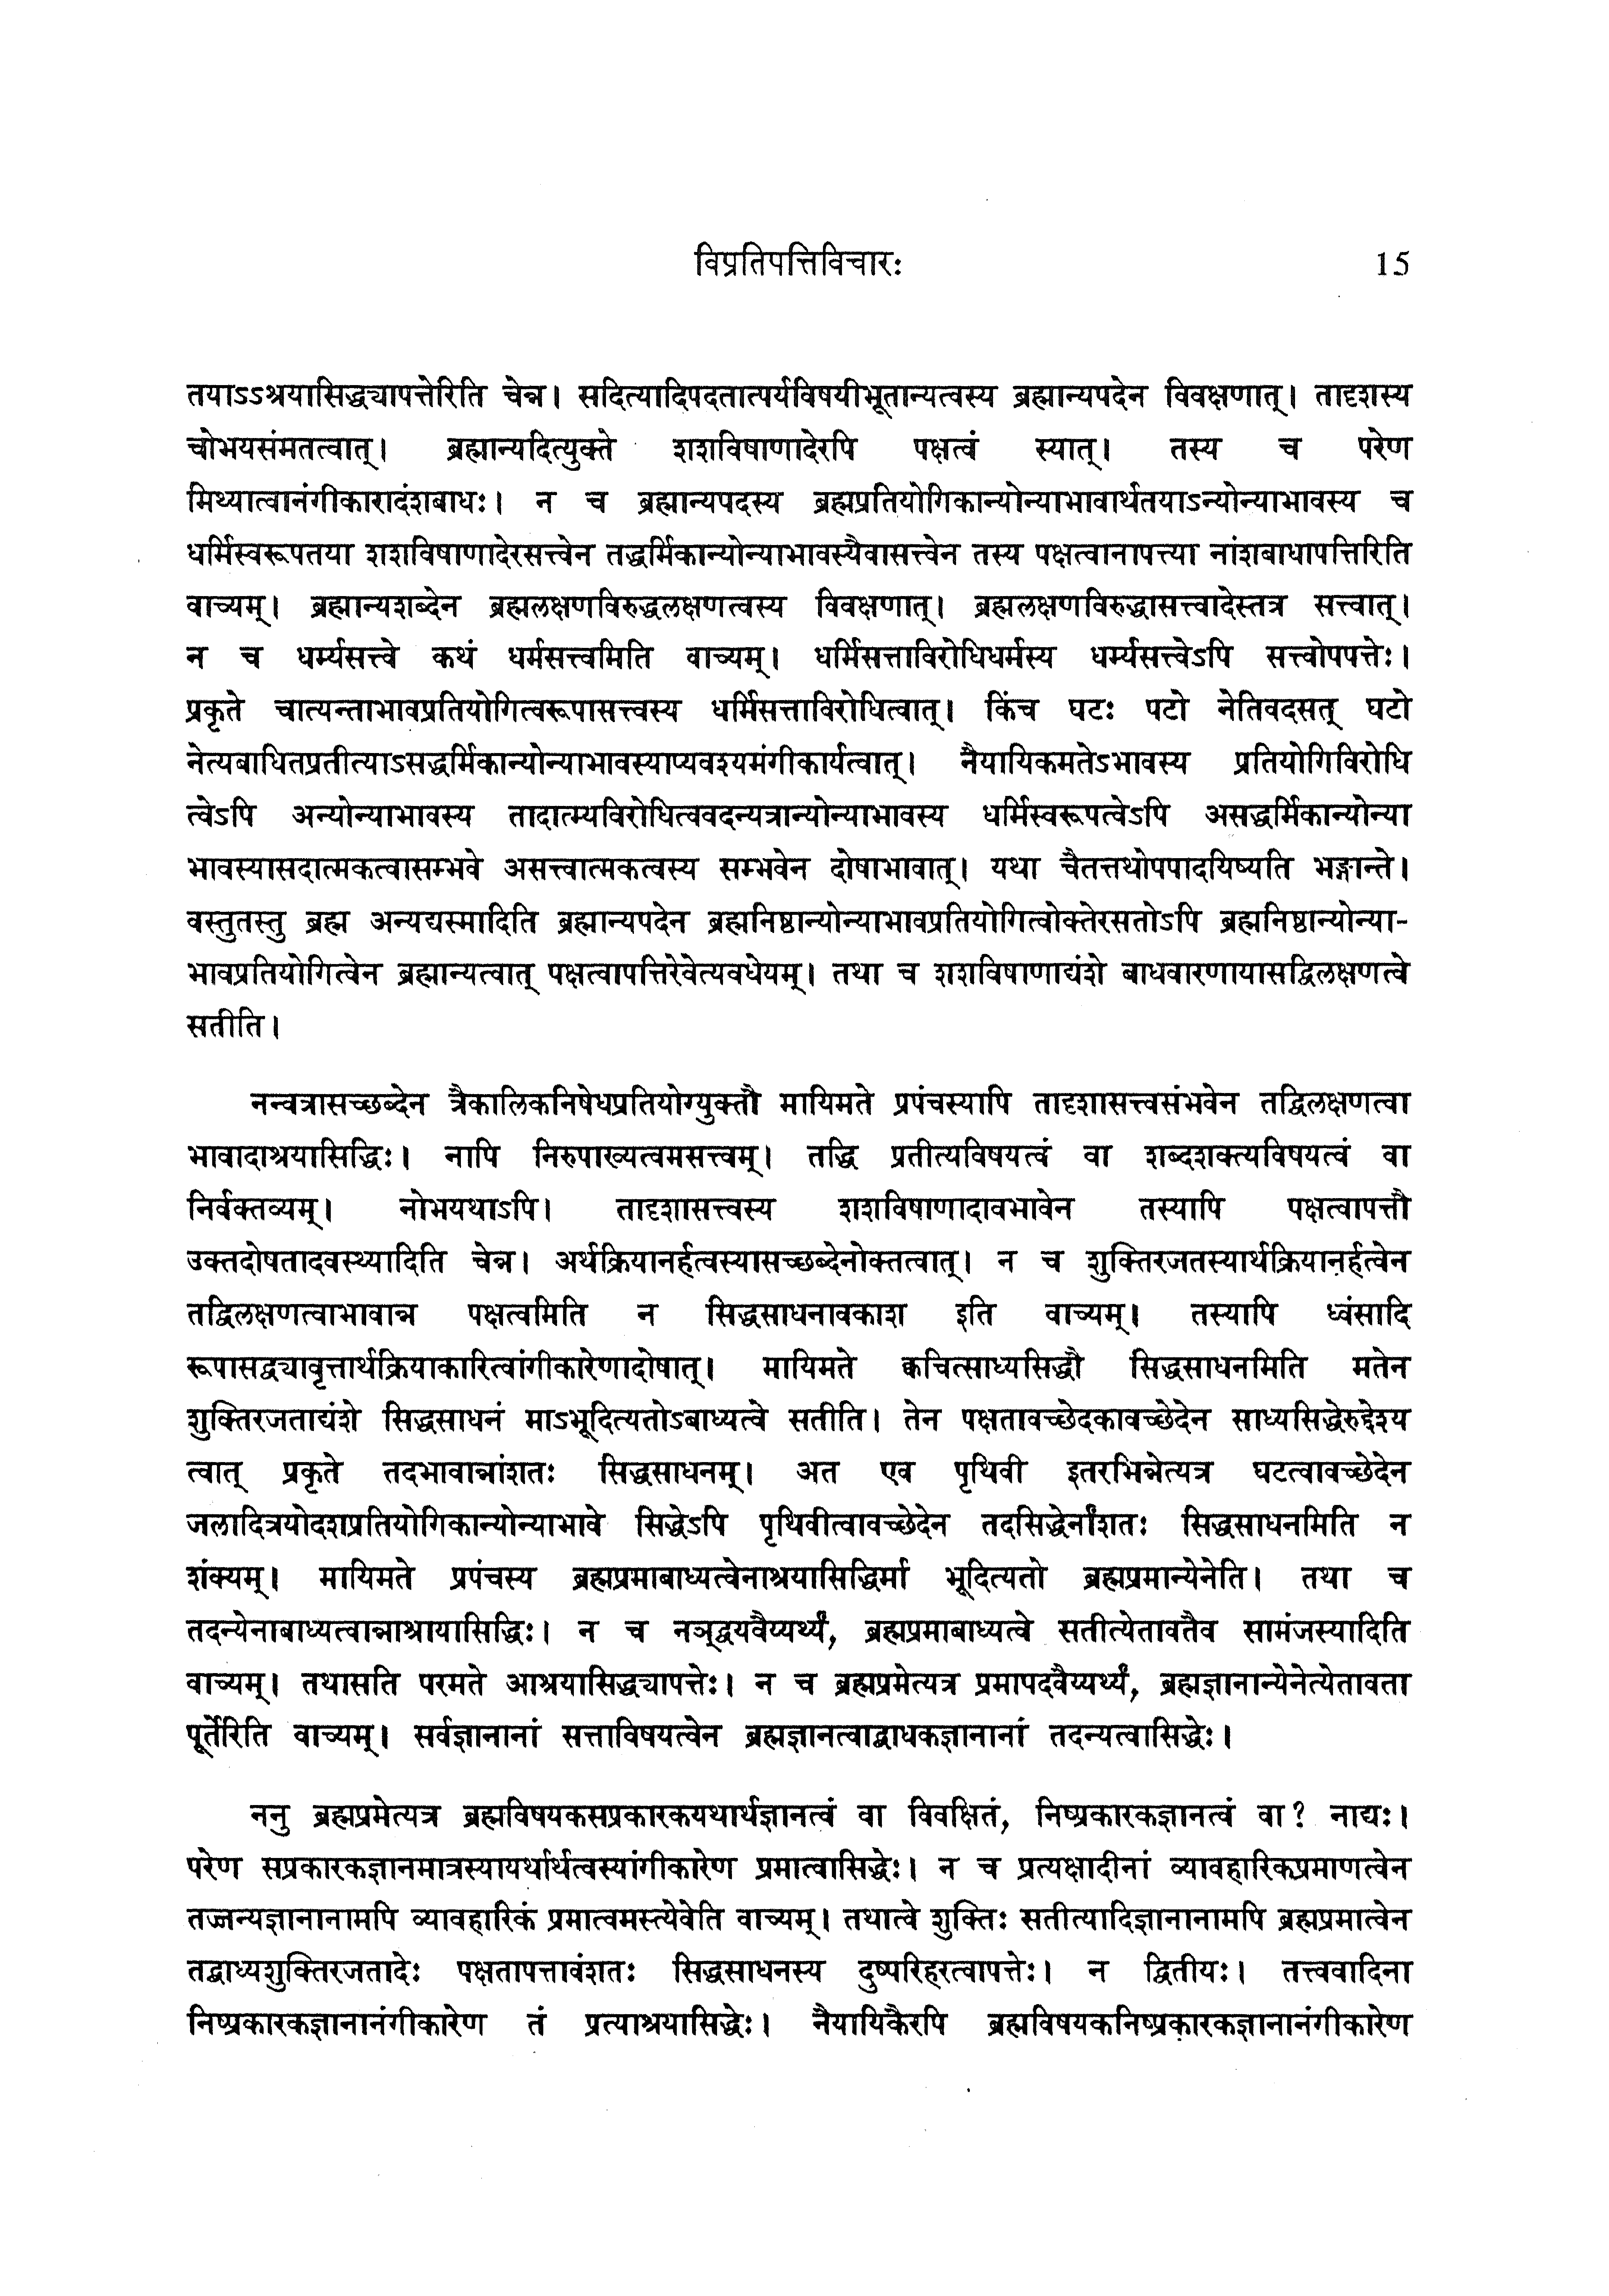 विप्रतिपत्तिविचारः 15
तयाऽऽश्रयासिद्ध्यापत्तेरिति चेन्न। सदित्यादिपदतात्पर्यविषयीभूतान्यत्वस्य ब्रह्मान्यपदेन विवक्षणात्। तादृशस्य
चोभयसंमतत्वात्। ब्रह्मान्यदित्युक्ते शशविषाणादेरपि पक्षत्वं स्यात्। तस्य च परेण
मिथ्यात्वानंगीकारादंशबाधः। न च ब्रह्मान्यपदस्य ब्रह्मप्रतियोगिकान्योन्याभावार्थतयाऽन्योन्याभावस्य च
धर्मिस्वरूपतया शशविषाणादेरसत्त्वेन तद्धर्मिकान्योन्याभावस्यैवासत्त्वेन तस्य पक्षत्वानापत्त्या नांशबाधापत्तिरिति
वाच्यम्। ब्रह्मान्यशब्देन ब्रह्मलक्षणविरुद्धलक्षणत्वस्य विवक्षणात्। ब्रह्मलक्षणविरुद्धासत्त्वादेस्तत्र सत्त्वात्।
न च धर्म्यसत्त्वे कथं धर्मसत्त्वमिति वाच्यम्। धर्मिसत्ताविरोधिधर्मस्य धर्म्यसत्त्वेऽपि सत्त्वोपपत्तेः।
प्रकृते चात्यन्ताभावप्रतियोगित्वरूपासत्त्वस्य धर्मिसत्ताविरोधित्वात्। किंच घटः पटो नेतिवदसत् घटो
नेत्यबाधितप्रतीत्याऽसद्धर्मिकान्योन्याभावस्याप्यवश्यमंगीकार्यत्वात्। नैयायिकमतेऽभावस्य प्रतियोगिविरोधि
त्वेऽपि अन्योन्याभावस्य तादात्म्यविरोधित्ववदन्यत्रान्योन्याभावस्य धर्मिस्वरूपत्वेऽपि असद्धर्मिकान्योन्या
भावस्यासदात्मकत्वासम्भवे असत्त्वात्मकत्वस्य सम्भवेन दोषाभावात्। यथा चैतत्तथोपपादयिष्यति भङ्गान्ते।
वस्तुतस्तु ब्रह्म अन्यद्यस्मादिति ब्रह्मान्यपदेन ब्रह्मनिष्ठान्योन्याभावप्रतियोगित्वोक्तेरसतोऽपि ब्रह्मनिष्ठान्योन्या-
भावप्रतियोगित्वेन ब्रह्मान्यत्वात् पक्षत्वापत्तिरेवेत्यवधेयम्। तथा च शशविषाणाद्यंशे बाधवारणायासद्विलक्षणत्वे
सतीति।
नन्वत्रासच्छब्देन त्रैकालिकनिषेधप्रतियोग्युक्तौ मायिमते प्रपंचस्यापि तादृशासत्त्वसंभवेन तद्विलक्षणत्वा
भावादाश्रयासिद्धिः। नापि निरुपाख्यत्वमसत्त्वम्। तद्धि प्रतीत्यविषयत्वं वा शब्दशक्त्यविषयत्वं वा
निर्वक्तव्यम्। नोभयथाऽपि। तादृशासत्त्वस्य शशविषाणादावभावेन तस्यापि पक्षत्वापत्तौ
उक्तदोषतादवस्थ्यादिति चेन्न। अर्थक्रियानर्हत्वस्यासच्छब्देनोक्तत्वात्। न च शुक्तिरजतस्यार्थक्रियानर्हत्वेन
तद्विलक्षणत्वाभावान्न पक्षत्वमिति न सिद्धसाधनावकाश इति वाच्यम्। तस्यापि ध्वंसादि
रूपासद्व्यावृत्तार्थक्रियाकारित्वांगीकारेणादोषात्। मायिमते क्वचित्साध्यसिद्धौ सिद्धसाधनमिति मतेन
शुक्तिरजताद्यंशे सिद्धसाधनं माऽभूदित्यतोऽबाध्यत्वे सतीति। तेन पक्षतावच्छेदकावच्छेदेन साध्यसिद्धेरुद्देश्य
त्वात् प्रकृते तदभावान्नांशतः सिद्धसाधनम्। अत एव पृथिवी इतरभिन्नेत्यत्र घटत्वावच्छेदेन
जलादित्रयोदशप्रतियोगिकान्योन्याभावे सिद्धेऽपि पृथिवीत्वावच्छेदेन तदसिद्धेर्नांशतः सिद्धसाधनमिति न
शंक्यम्। मायिमते प्रपंचस्य ब्रह्मप्रमाबाध्यत्वेनाश्रयासिद्धिर्मा भूदित्यतो ब्रह्मप्रमान्येनेति। तथा च
तदन्येनाबाध्यत्वान्नाश्रायासिद्धिः। न च नञ्द्वयवैय्यर्थ्यं, ब्रह्मप्रमाबाध्यत्वे सतीत्येतावतैव सामंजस्यादिति
वाच्यम्। तथासति परमते आश्रयासिद्ध्यापत्तेः। न च ब्रह्मप्रमेत्यत्र प्रमापदवैय्यर्थ्यं, ब्रह्मज्ञानान्येनेत्येतावता
पूर्तेरिति वाच्यम्। सर्वज्ञानानां सत्ताविषयत्वेन ब्रह्मज्ञानत्वाद्बाधकज्ञानानां तदन्यत्वासिद्धेः।
ननु ब्रह्मप्रमेत्यत्र ब्रह्मविषयकसप्रकारकयथार्थज्ञानत्वं वा विवक्षितं, निष्प्रकारकज्ञानत्वं वा? नाद्यः।
परेण सप्रकारकज्ञानमात्रस्यायर्थार्थत्वस्यांगीकारेण प्रमात्वासिद्धेः। न च प्रत्यक्षादीनां व्यावहारिकप्रमाणत्वेन
तज्जन्यज्ञानानामपि व्यावहारिकं प्रमात्वमस्त्येवेति वाच्यम्। तथात्वे शुक्तिः सतीत्यादिज्ञानानामपि ब्रह्मप्रमात्वेन
तद्बाध्यशुक्तिरजतादेः पक्षतापत्तावंशतः सिद्धसाधनस्य दुष्परिहरत्वापत्तेः। न द्वितीयः। तत्त्ववादिना
निष्प्रकारकज्ञानानंगीकारेण तं प्रत्याश्रयासिद्धेः। नैयायिकैरपि ब्रह्मविषयकनिष्प्रकारकज्ञानानंगीकारेण